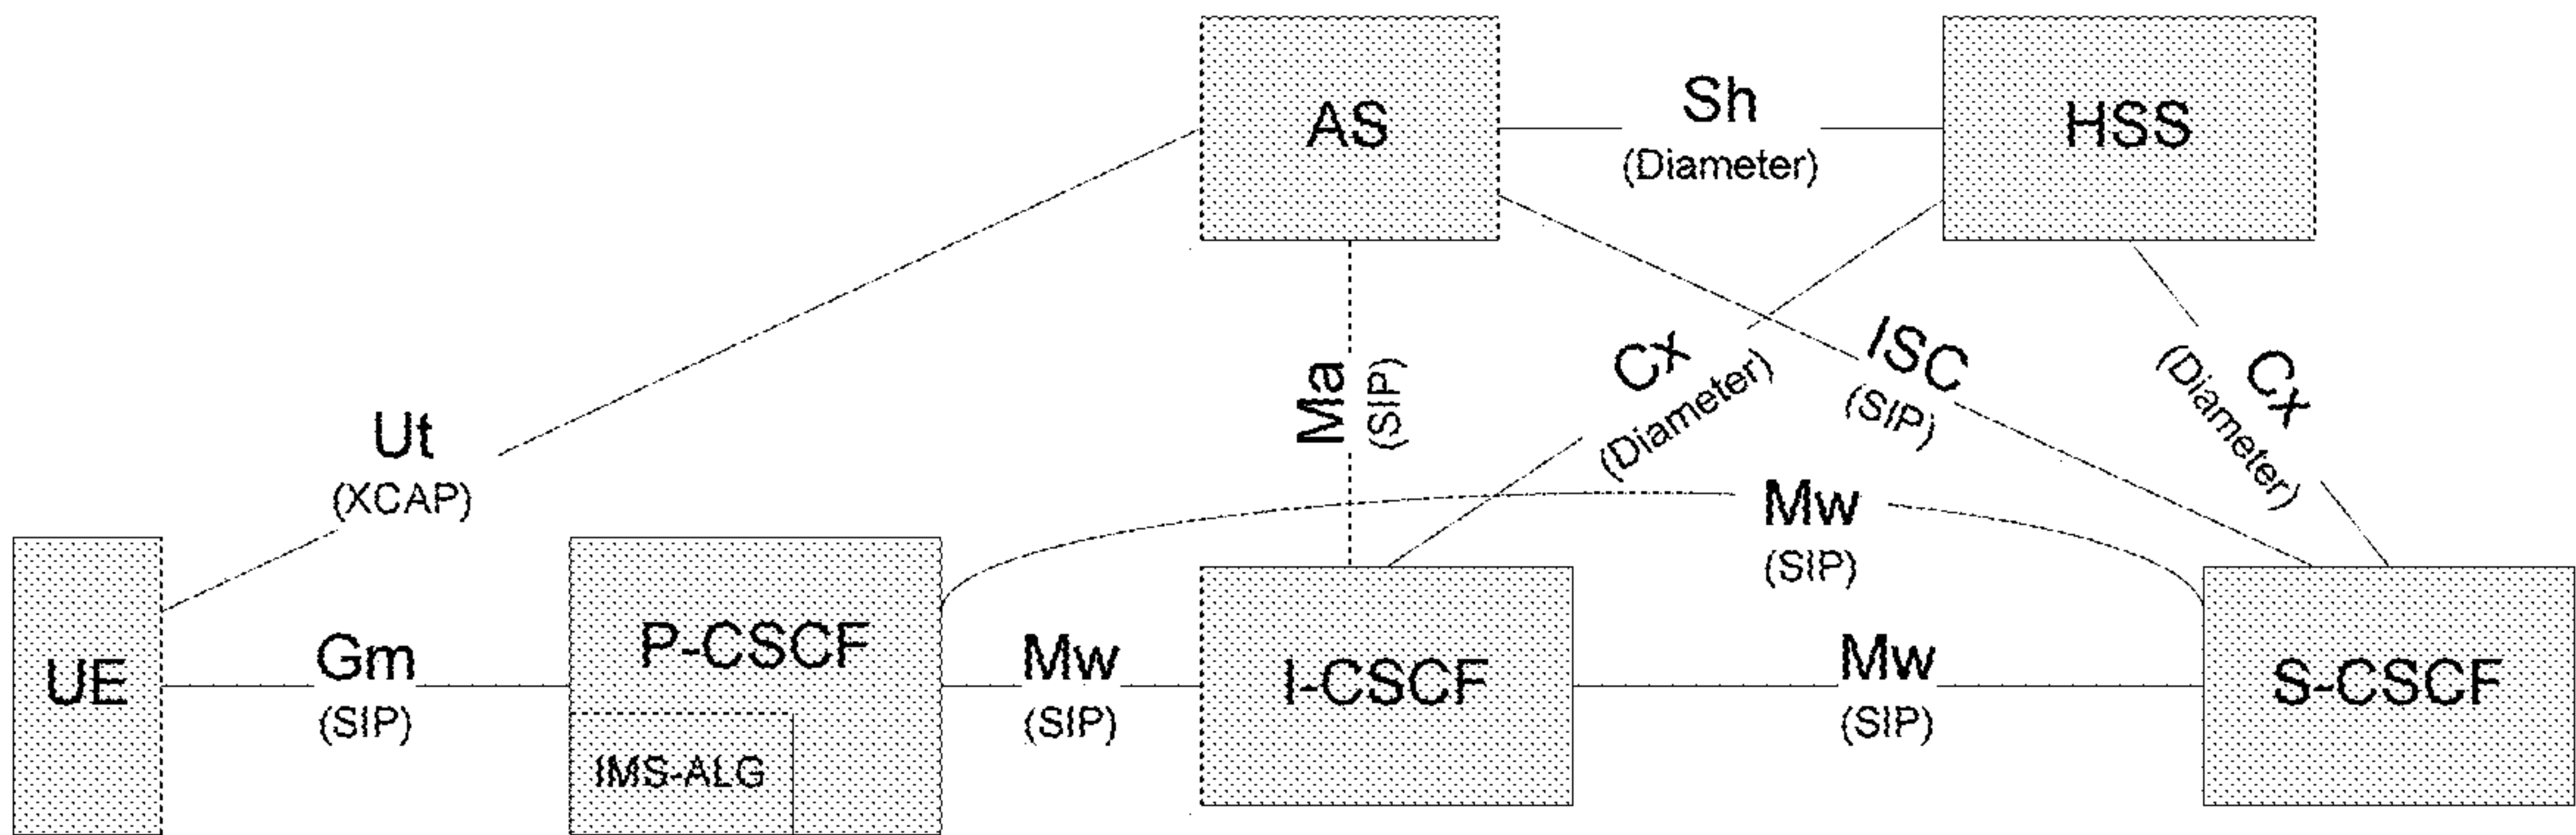 AS
Sh
(Diameter)
HSS
Ut
(XCAP)
Ma
(SIP)
Cx
(Diameter)
ISC
(SIP)
Cx
(Diameter)
Mw
(SIP)
UE
Gm
(SIP)
P-CSCF
IMS-ALG
Mw
(SIP)
I-CSCF
Mw
(SIP)
S-CSCF